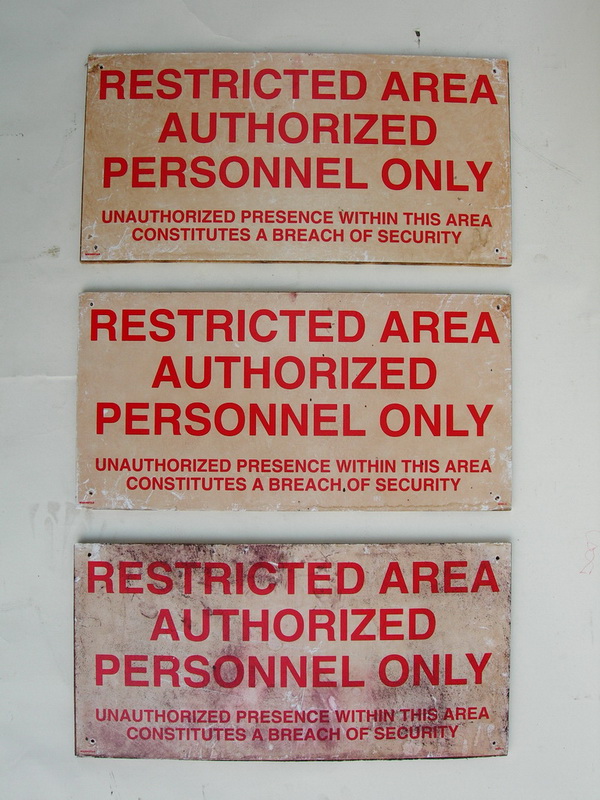 RESTRICTED AREA
AUTHORIZED
PERSONNEL ONLY
UNAUTHORIZED PRESENCE WITHIN THIS AREA
CONSTITUTES A BREACH OF SECURITY
RESTRICTED AREA
AUTHORIZED
PERSONNEL ONLY
UNAUTHORIZED PRESENCE WITHIN THIS AREA
CONSTITUTES A BREACH OF SECURITY
RESTRICTED AREA
AUTHORIZED
PERSONNEL ONLY
UNAUTHORIZED PRESENCE WITHIN THIS AREA
CONSTITUTES A BREACH OF SECURITY